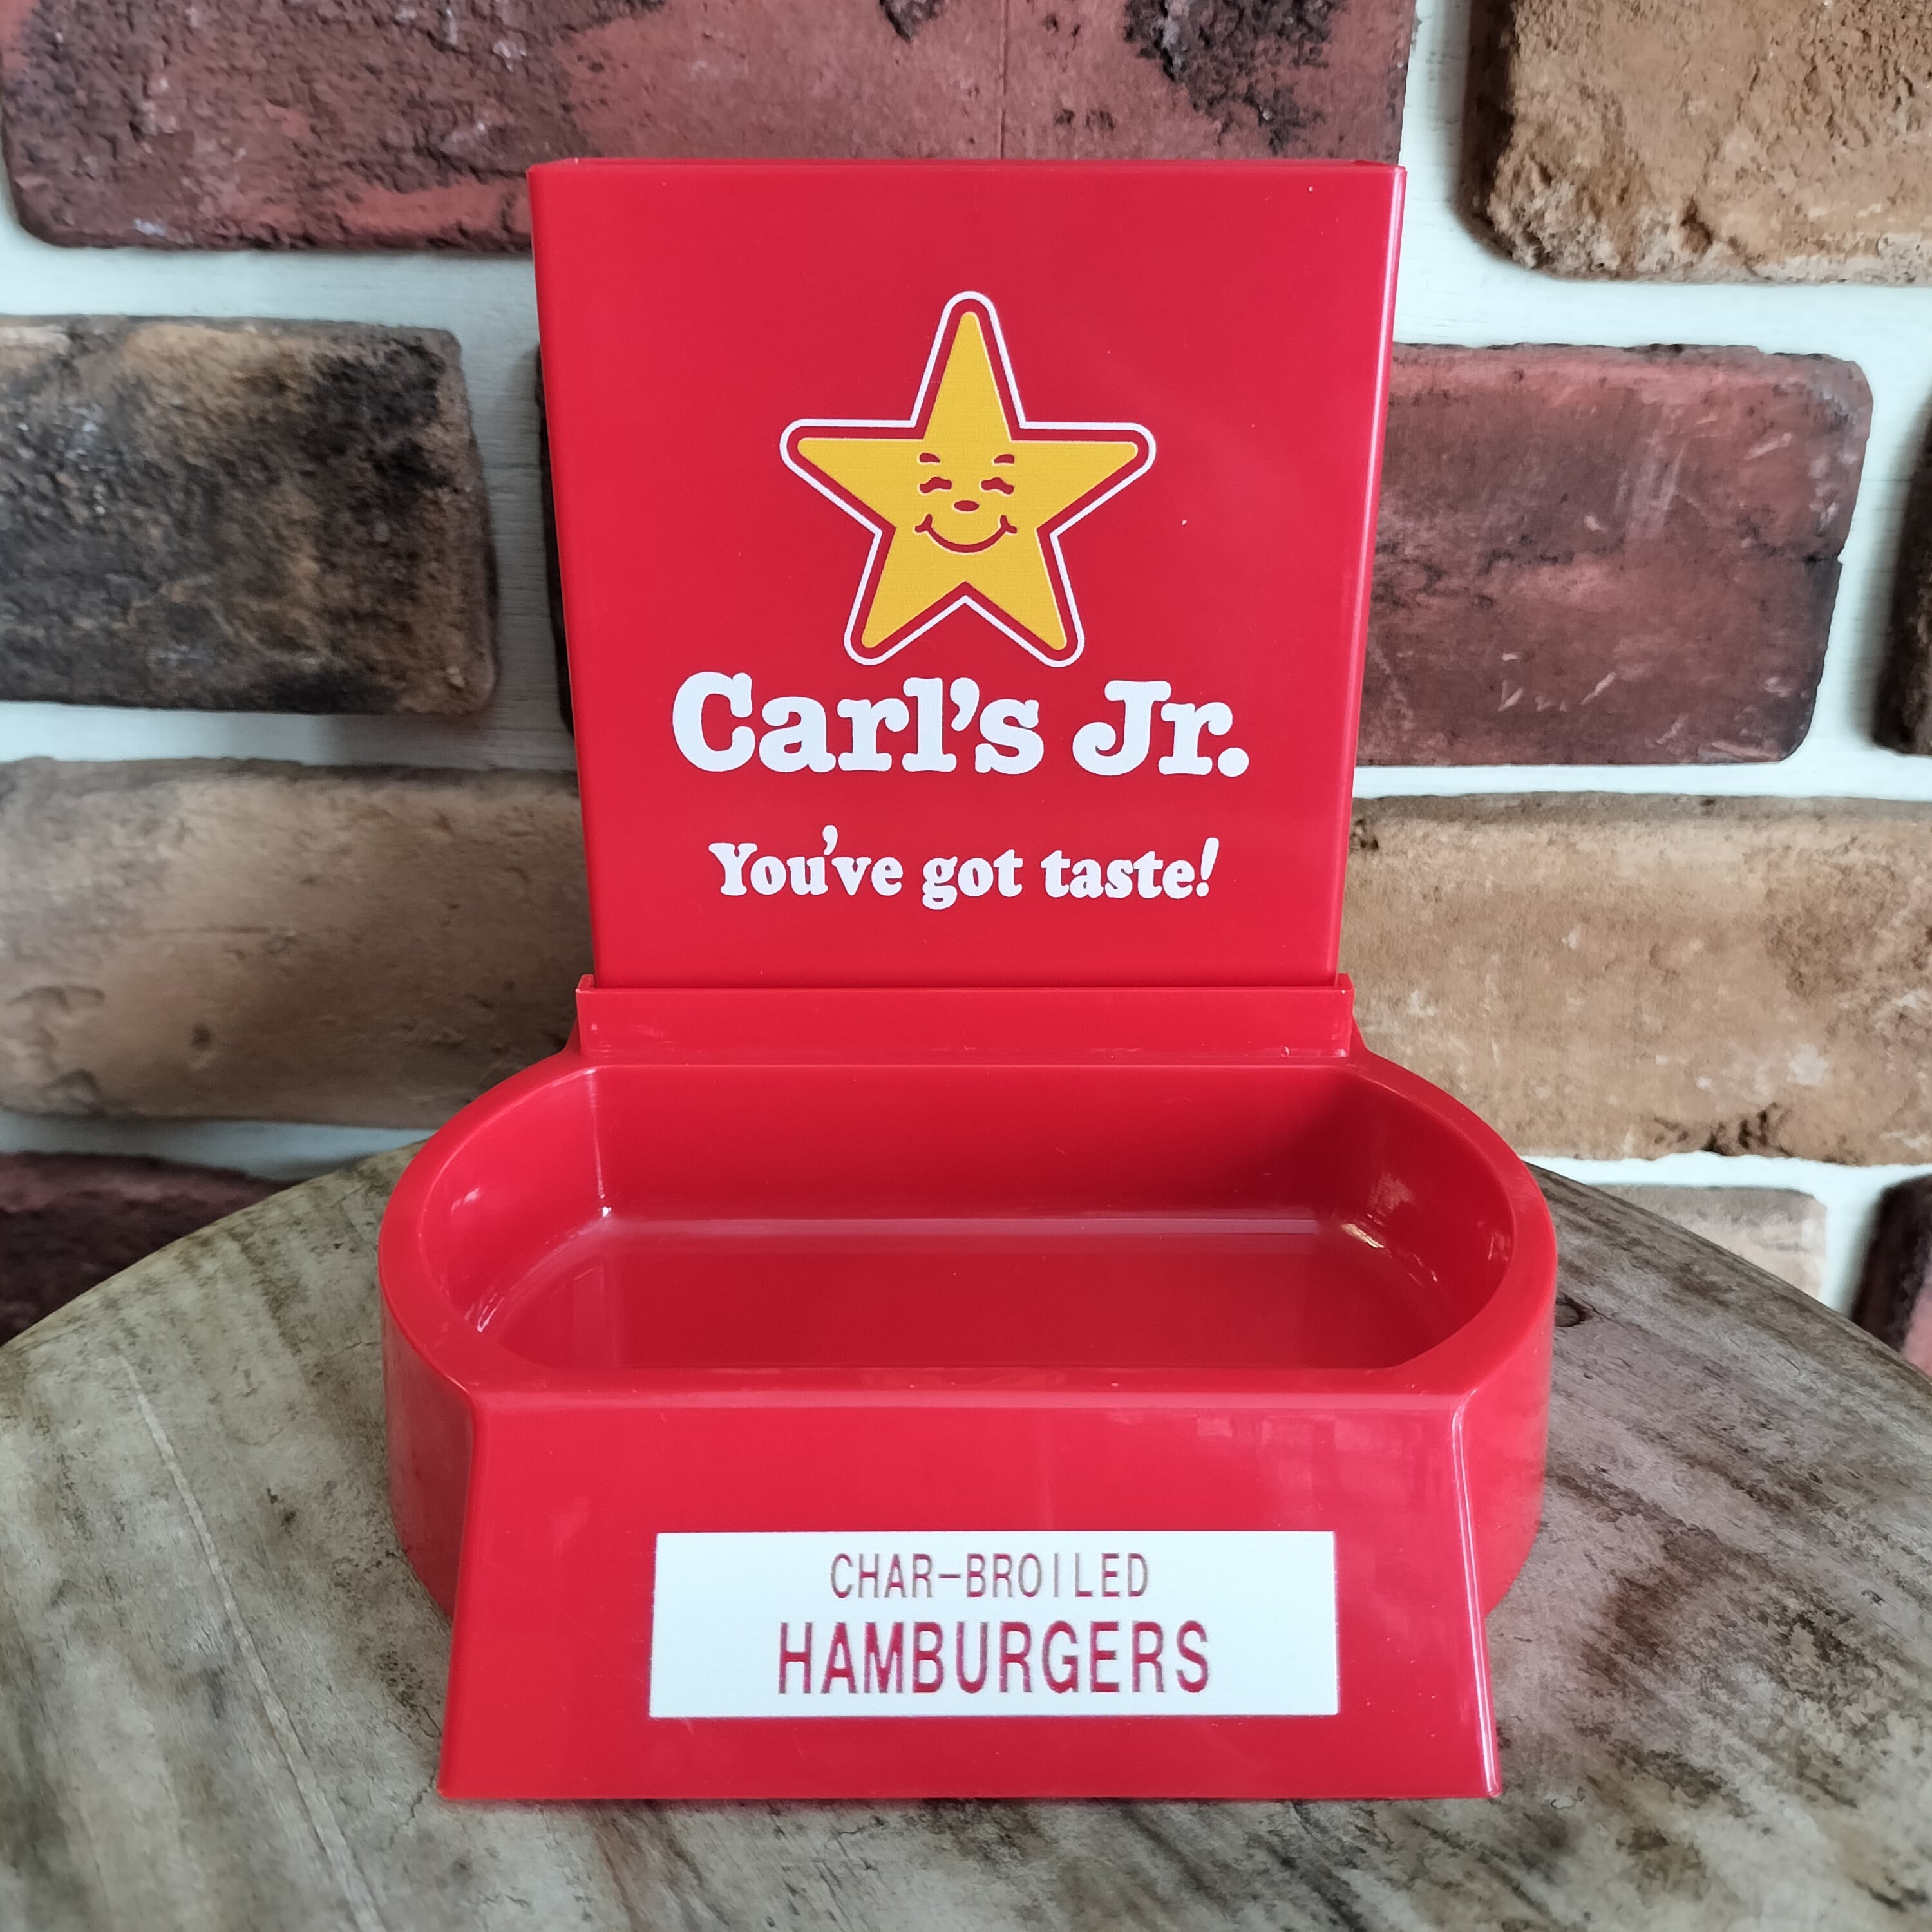 Carl's Jr.
You've got taste!
CHAR-BROILED
HAMBURGERS